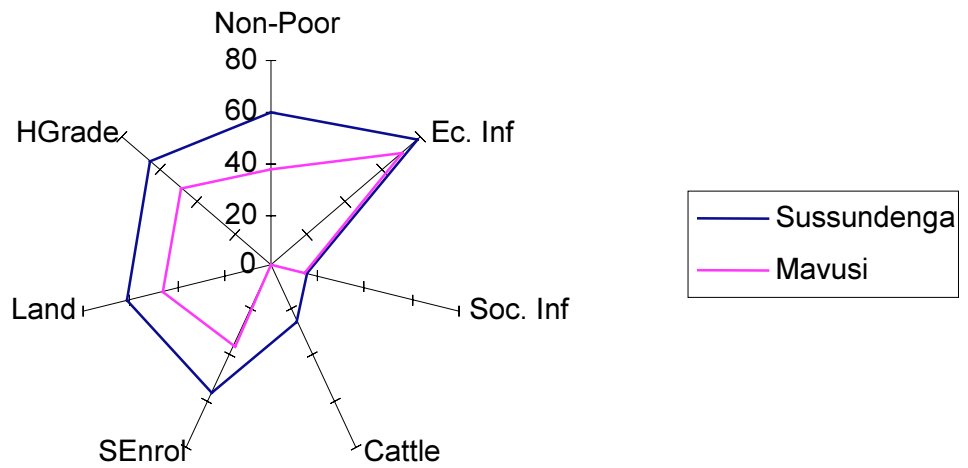 Non-Poor
80
60
40
20
0
HGrade
Ec. Inf
Land
Soc. Inf
SEnrol
Cattle
Sussundenga
Mavusi